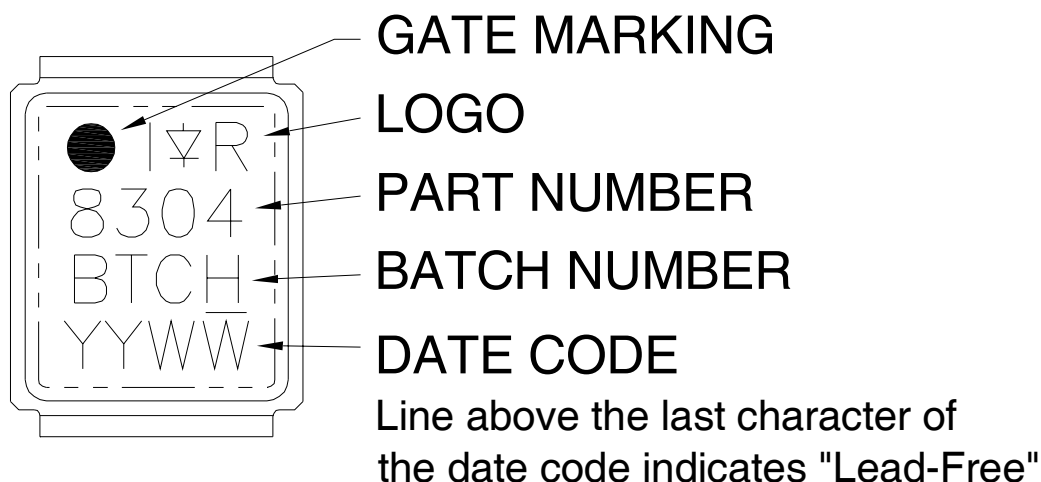 GATE MARKING
I R
LOGO
8304
PART NUMBER
BTCH
BATCH NUMBER
YYWW
DATE CODE
Line above the last character of
the date code indicates "Lead-Free"